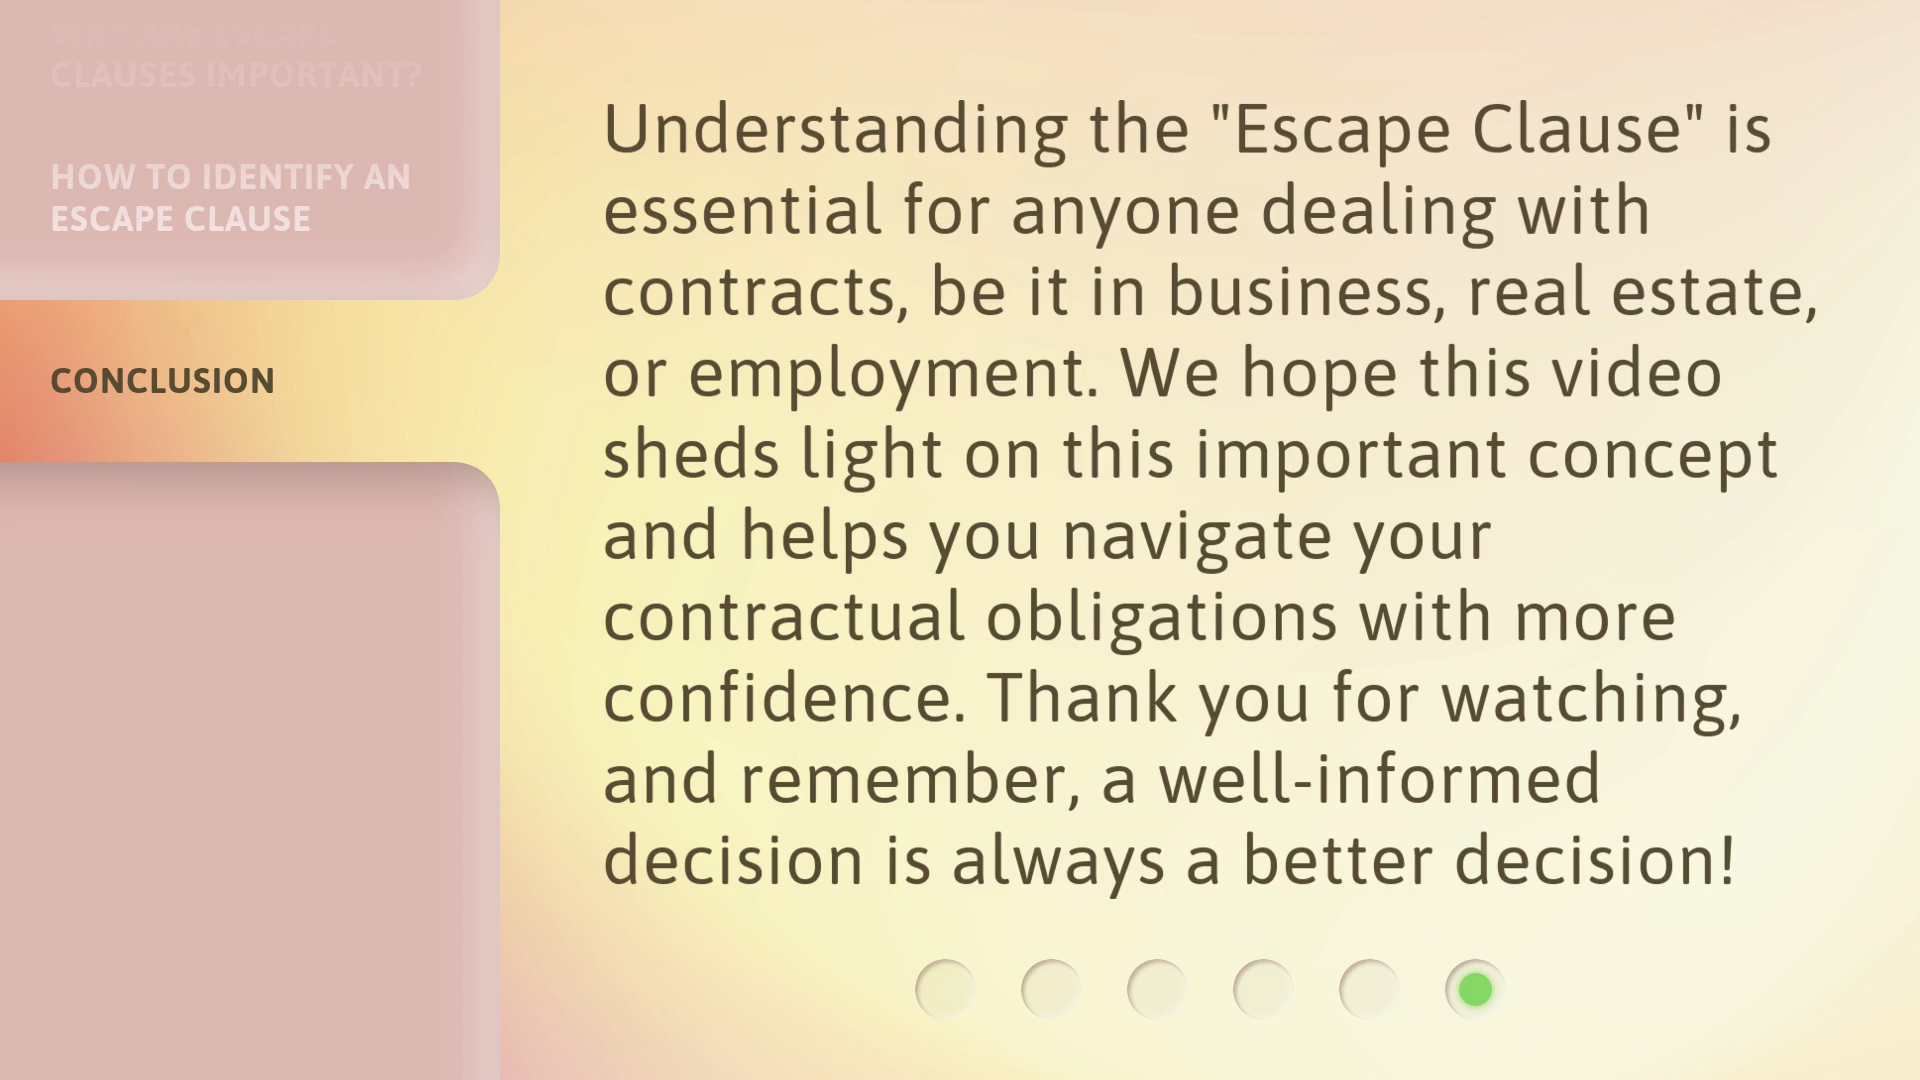 WHY ARE ESCAPE
CLAUSES IMPORTANT?
HOW TO IDENTIFY AN
ESCAPE CLAUSE
CONCLUSION
Understanding the "Escape Clause" is
essential for anyone dealing with
contracts, be it in business, real estate,
or employment. We hope this video
sheds light on this important concept
and helps you navigate your
contractual obligations with more
confidence. Thank you for watching,
and remember, a well-informed
decision is always a better decision!